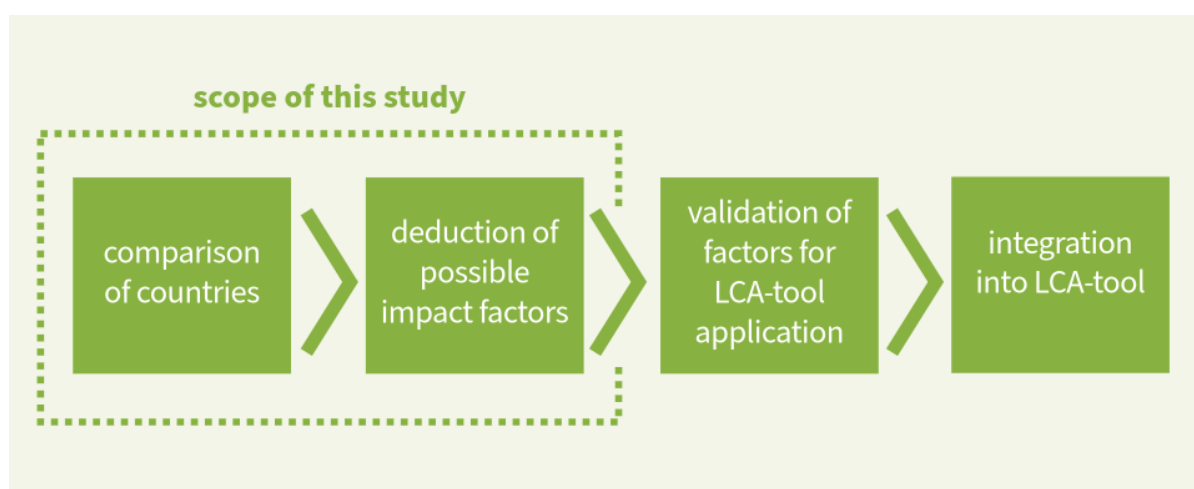 scope of this study
comparison
of countries
deduction of
possible
impact factors
validation of
factors for
LCA-tool
application
integration
into LCA-tool